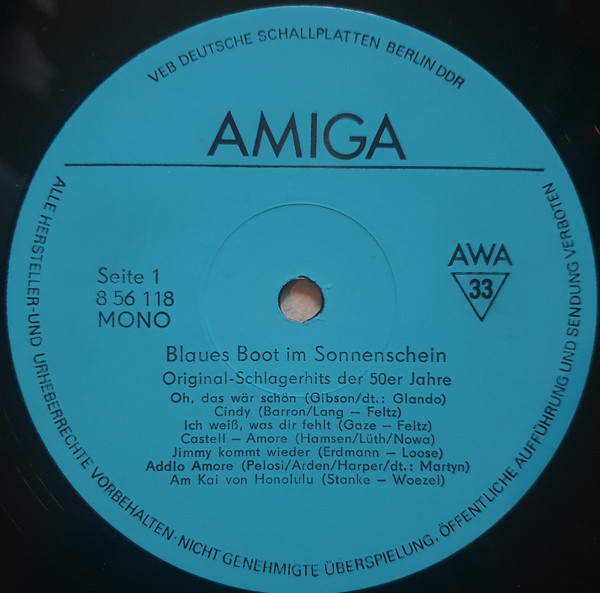 VEB DEUTSCHE SCHALLPLATTEN BERLIN DDR
AMIGA
Seite 1
8 56 118
MONO
AWA
33
Blaues Boot im Sonnenschein
Original-Schlagerhits der 50er Jahre
Oh, das wär schön (Gibson/dt.: Glando)
Cindy (Barron/Lang – Feltz)
Ich weiß, was dir fehlt (Gaze – Feltz)
Castell – Amore (Hamsen/Lüth/Nowa)
Jimmy kommt wieder (Erdmann – Loose)
Addio Amore (Pelosi/Arden/Harper/dt.: Martyn)
Am Kai von Honolulu (Stanke – Woezel)
ALLE HERSTELLER-UND URHEBERRECHTE VORBEHALTEN·NICHT GENEHMIGTE ÜBERSPIELUNG, ÖFFENTLICHE AUFFÜHRUNG UND SENDUNG VERBOTEN